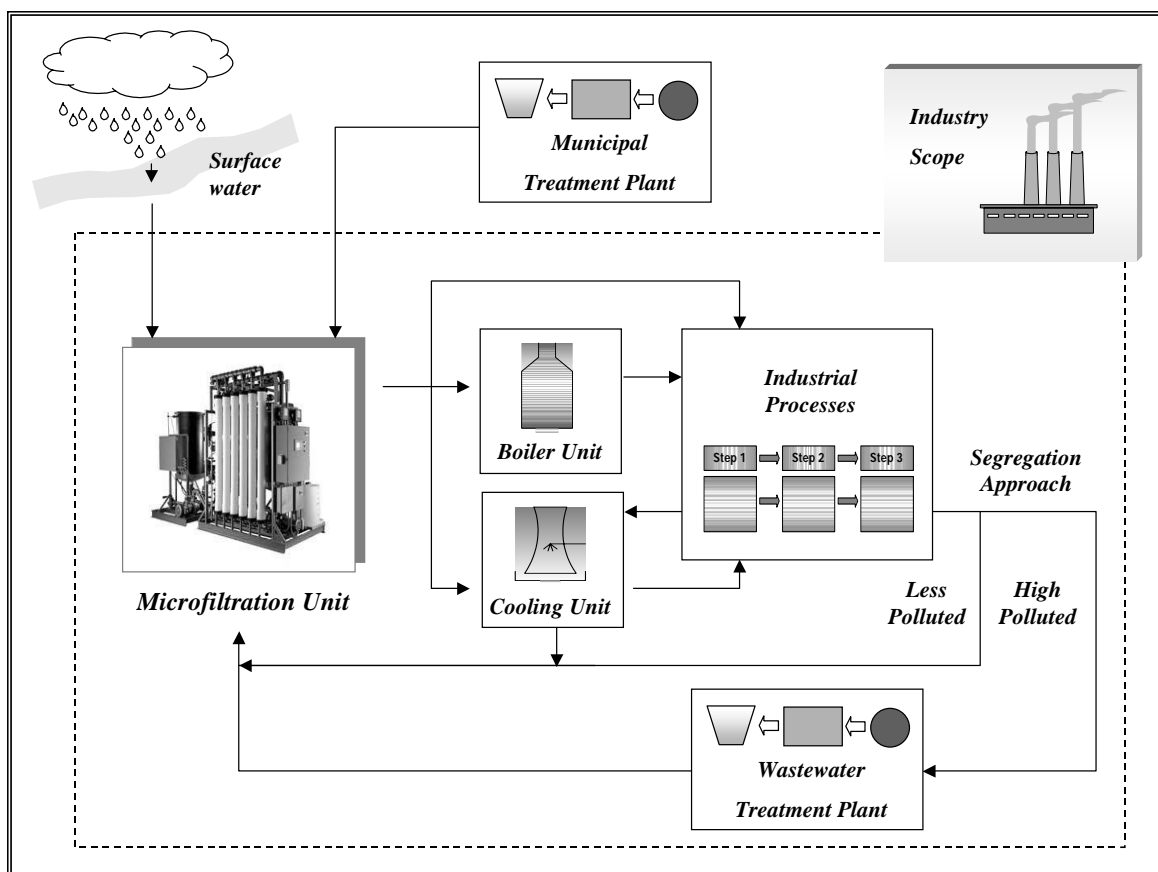 Surface
water
Municipal
Treatment Plant
Industry
Scope
Microfiltration Unit
Boiler Unit
Cooling Unit
Industrial
Processes
Step 1
Step 2
Step 3
Segregation
Approach
Less
Polluted
High
Polluted
Wastewater
Treatment Plant